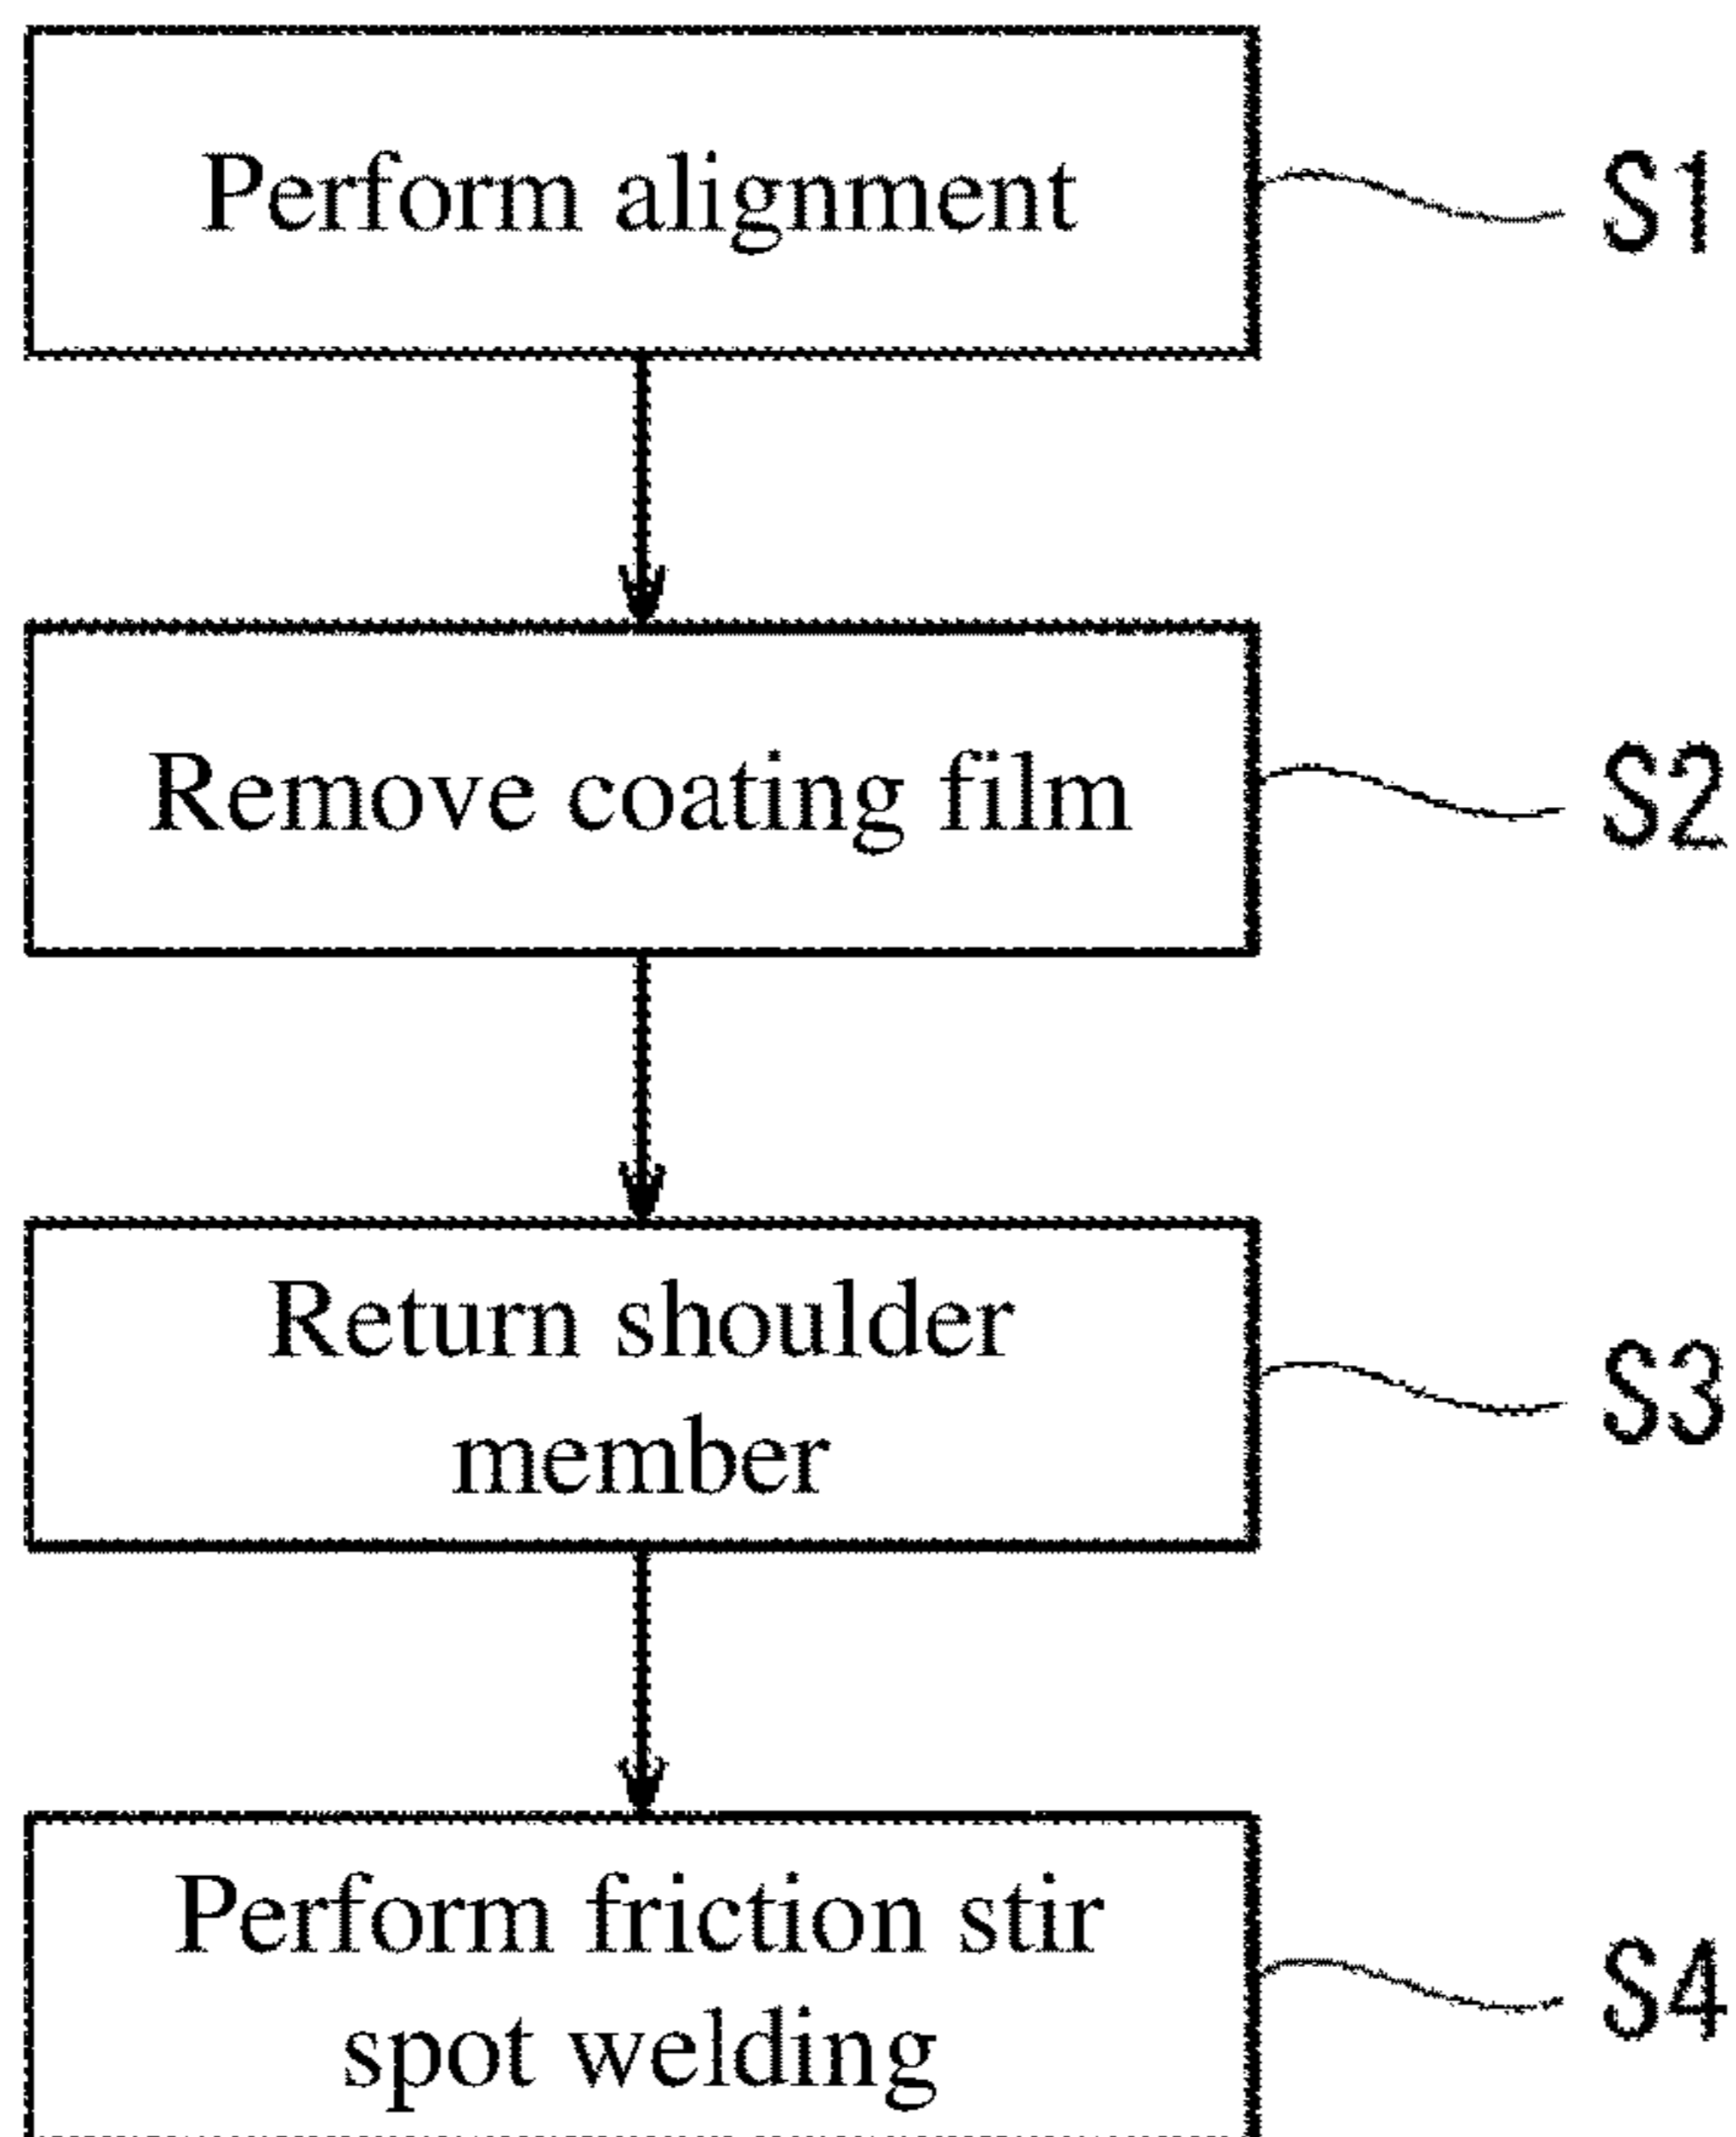 Perform alignment
S1
Remove coating film
S2
Return shoulder
member
S3
Perform friction stir
spot welding
S4